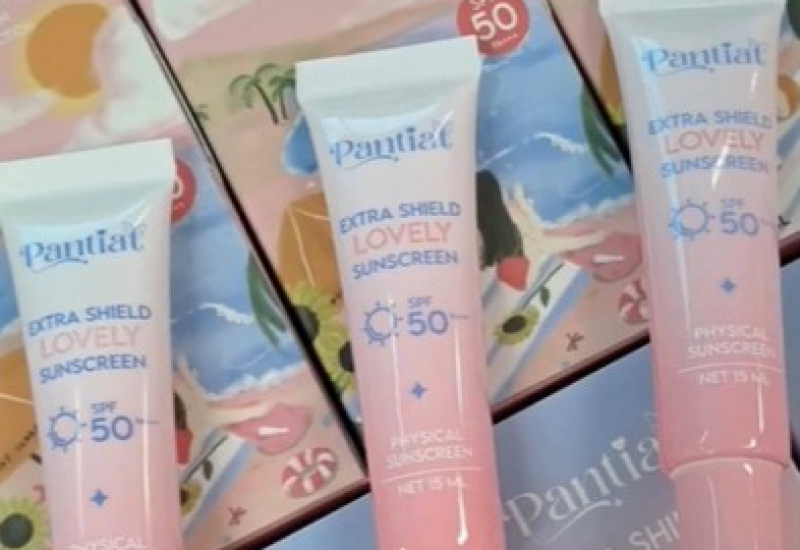 50
Pantiat
EXTRA SHIELD
LOVELY
SUNSCREEN
SPF
50
PHYSICAL
SUNSCREEN
NET 15 ML
Pantiat
EXTRA SHIELD
LOVELY
SUNSCREEN
SPF
50
PHYSICAL
SUNSCREEN
NET 15
Pantiat
EXTRA SHIELD
LOVELY
SUNSCREEN
SPF
50
PHYSICAL
Pantiat